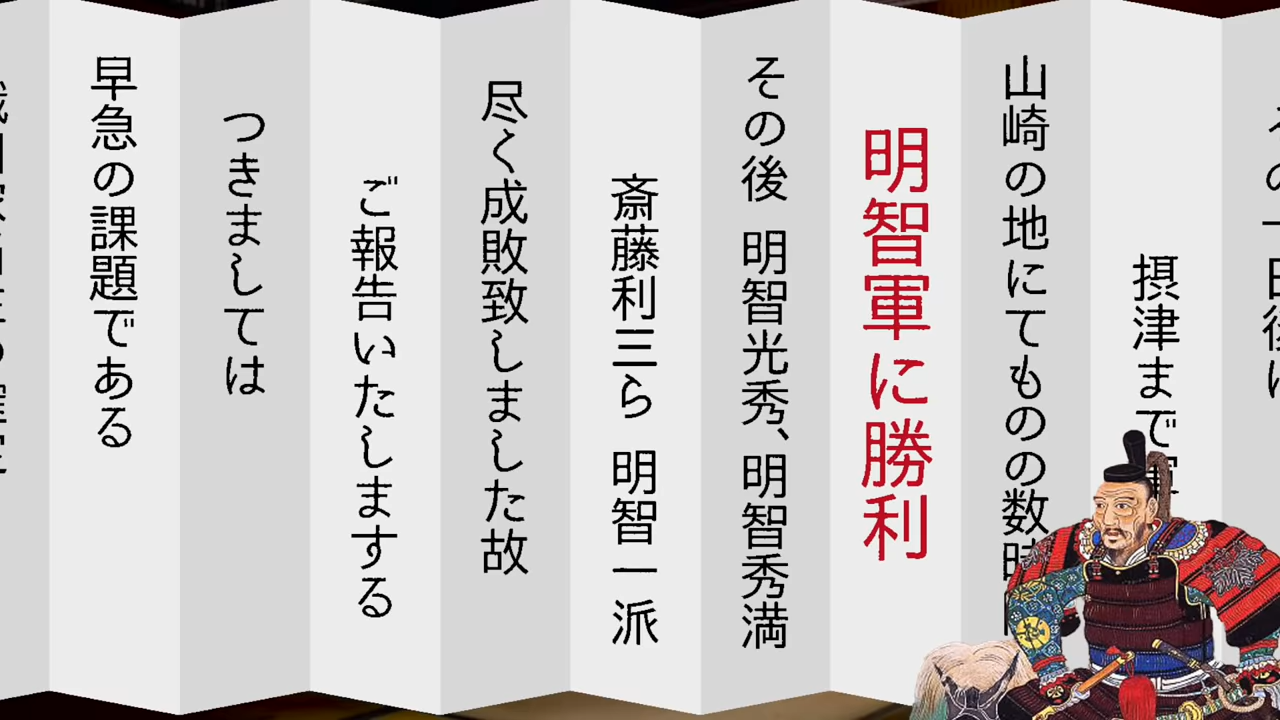 摂津まで
山崎の地にてものの数時
明智軍に勝利
その後 明智光秀、明智秀満
斎藤利三ら 明智一派
尽く成敗致しました故
ご報告いたしまする
つきましては
早急の課題である